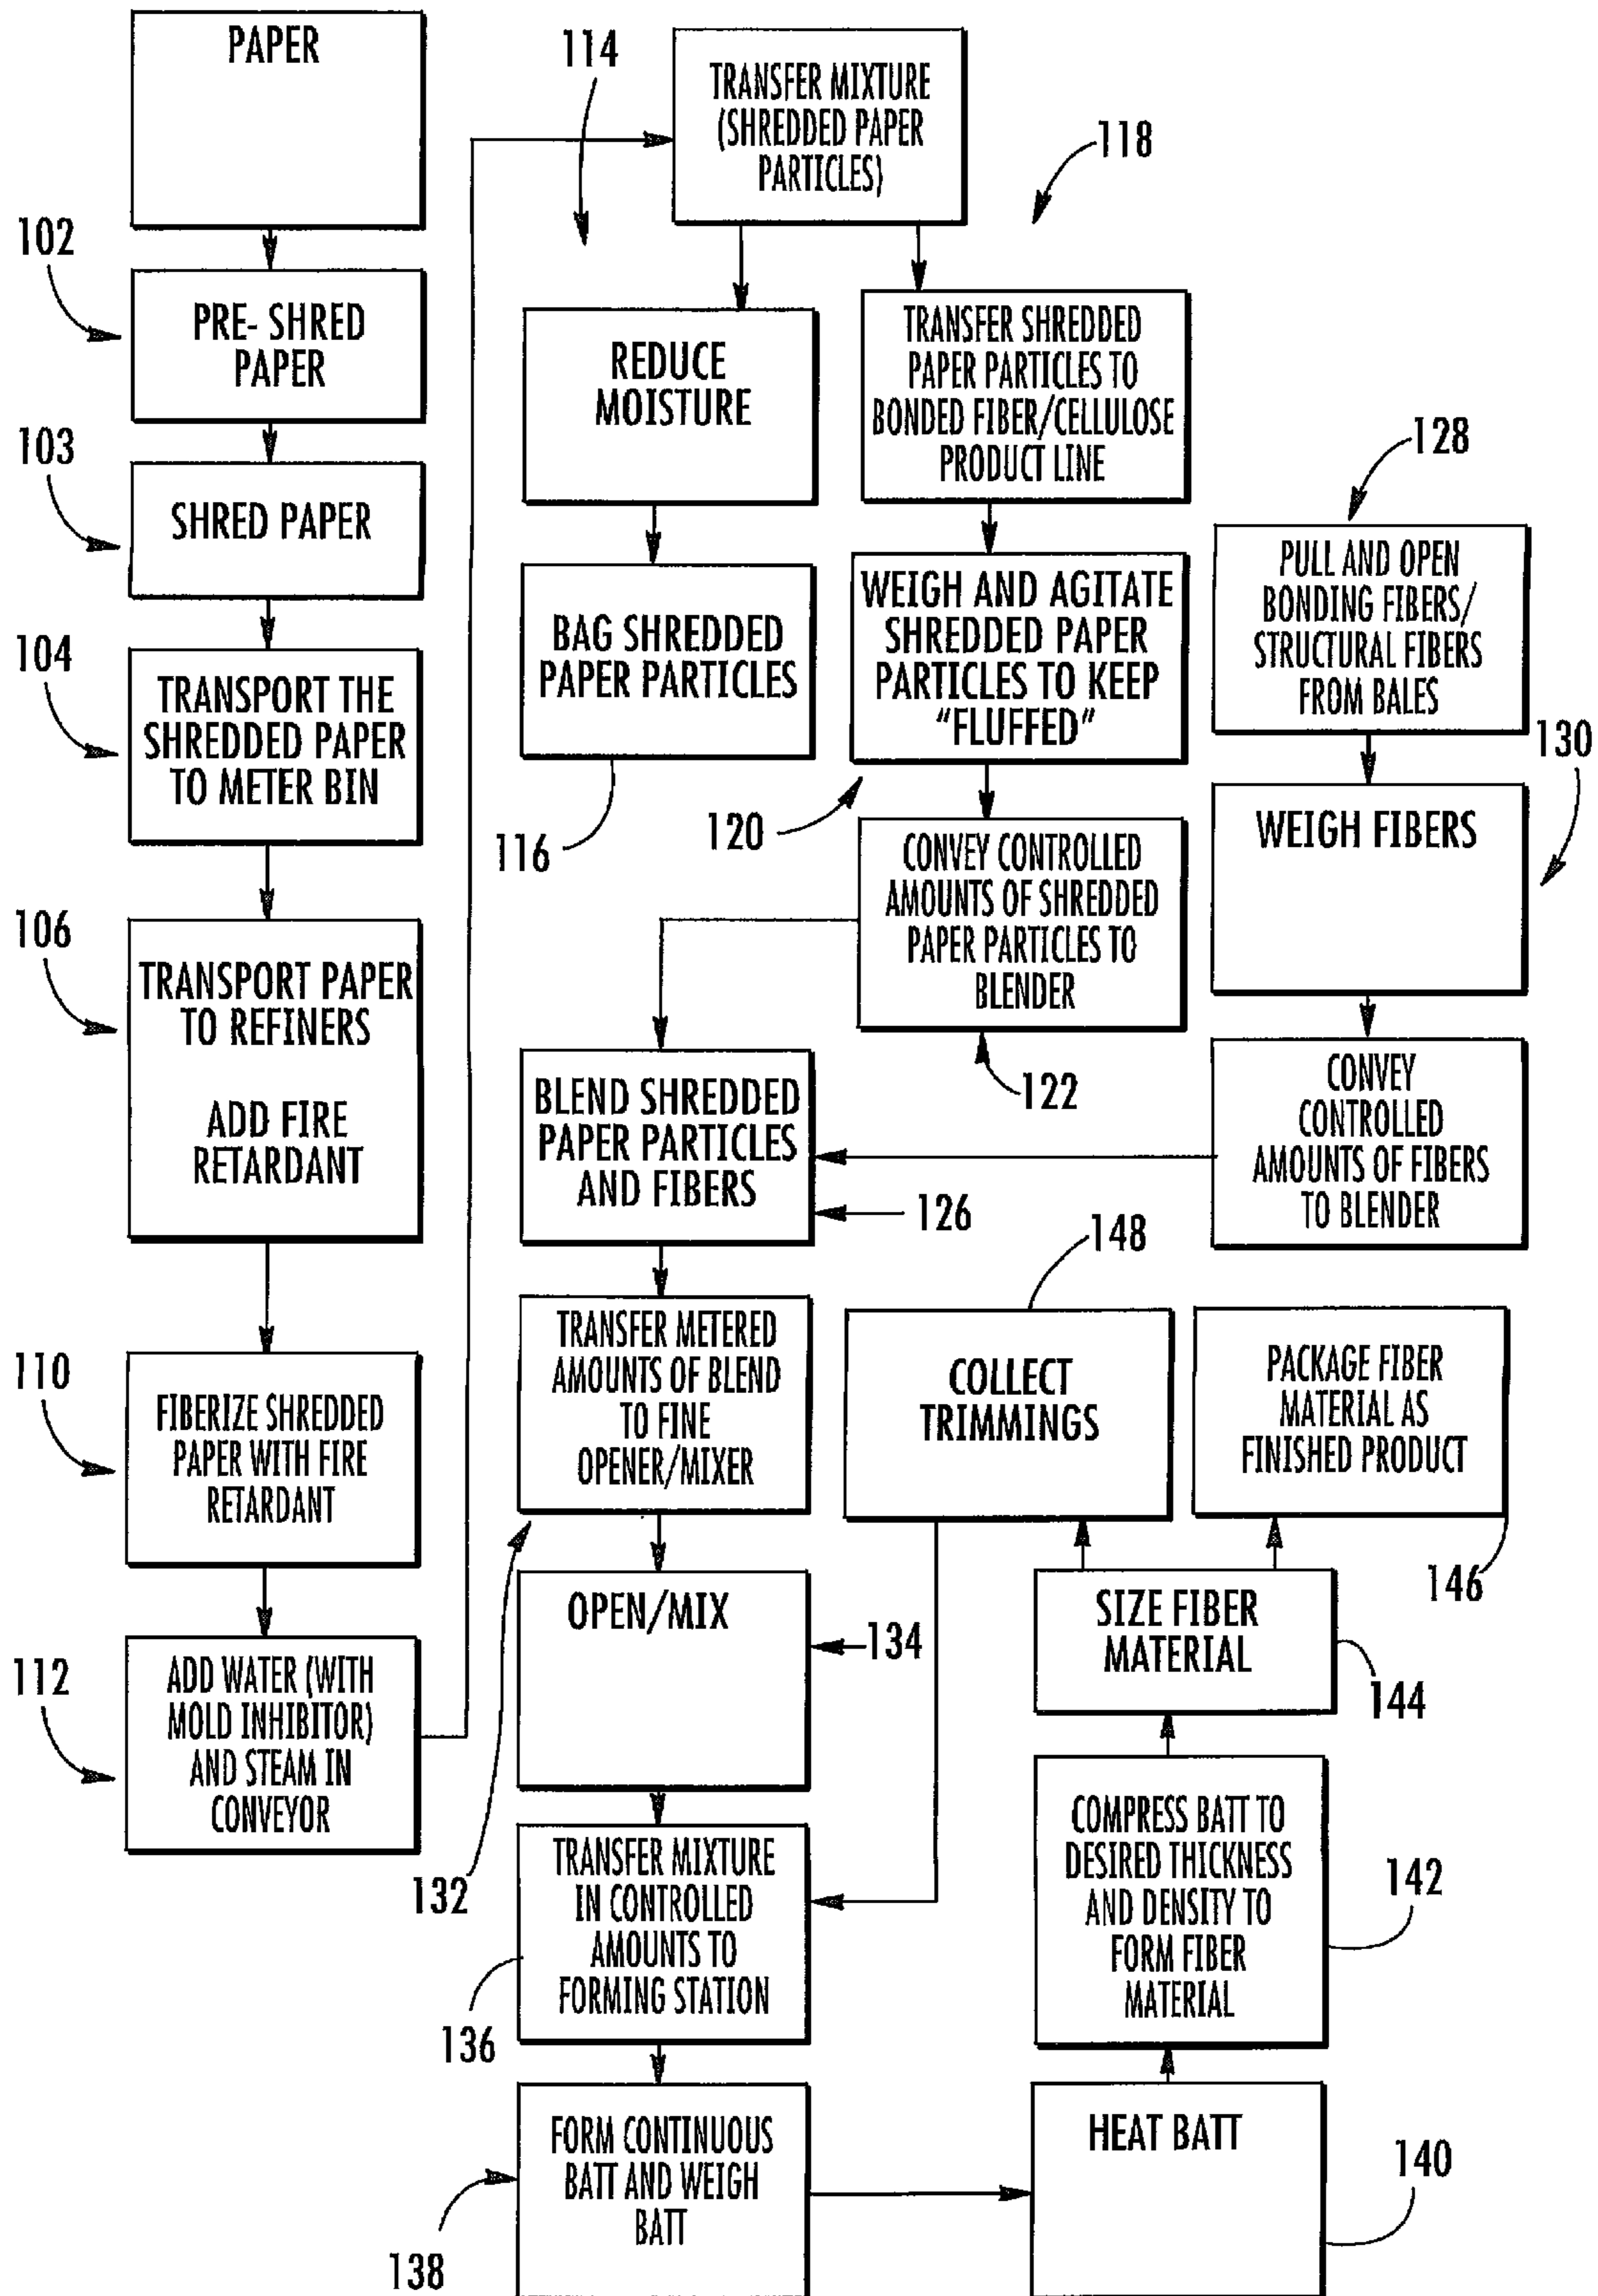 PAPER
102
PRE- SHRED
PAPER
103
SHRED PAPER
104
TRANSPORT THE
SHREDDED PAPER
TO METER BIN
106
TRANSPORT PAPER
TO REFINERS
ADD FIRE
RETARDANT
110
FIBERIZE SHREDDED
PAPER WITH FIRE
RETARDANT
112
ADD WATER (WITH
MOLD INHIBITOR)
AND STEAM IN
CONVEYOR
TRANSFER MIXTURE
(SHREDDED PAPER
PARTICLES)
114
REDUCE
MOISTURE
BAG SHREDDED
PAPER PARTICLES
116
118
TRANSFER SHREDDED
PAPER PARTICLES TO
BONDED FIBER/CELLULOSE
PRODUCT LINE
WEIGH AND AGITATE
SHREDDED PAPER
PARTICLES TO KEEP
"FLUFFED"
120
CONVEY CONTROLLED
AMOUNTS OF SHREDDED
PAPER PARTICLES TO
BLENDER
122
128
PULL AND OPEN
BONDING FIBERS/
STRUCTURAL FIBERS
FROM BALES
130
WEIGH FIBERS
CONVEY
CONTROLLED
AMOUNTS OF FIBERS
TO BLENDER
BLEND SHREDDED
PAPER PARTICLES
AND FIBERS
126
TRANSFER METERED
AMOUNTS OF BLEND
TO FINE
OPENER/MIXER
132
OPEN/MIX
134
TRANSFER MIXTURE
IN CONTROLLED
AMOUNTS TO
FORMING STATION
136
FORM CONTINUOUS
BATT AND WEIGH
BATT
138
HEAT BATT
140
COMPRESS BATT TO
DESIRED THICKNESS
AND DENSITY TO
FORM FIBER
MATERIAL
142
SIZE FIBER
MATERIAL
144
COLLECT
TRIMMINGS
148
PACKAGE FIBER
MATERIAL AS
FINISHED PRODUCT
146